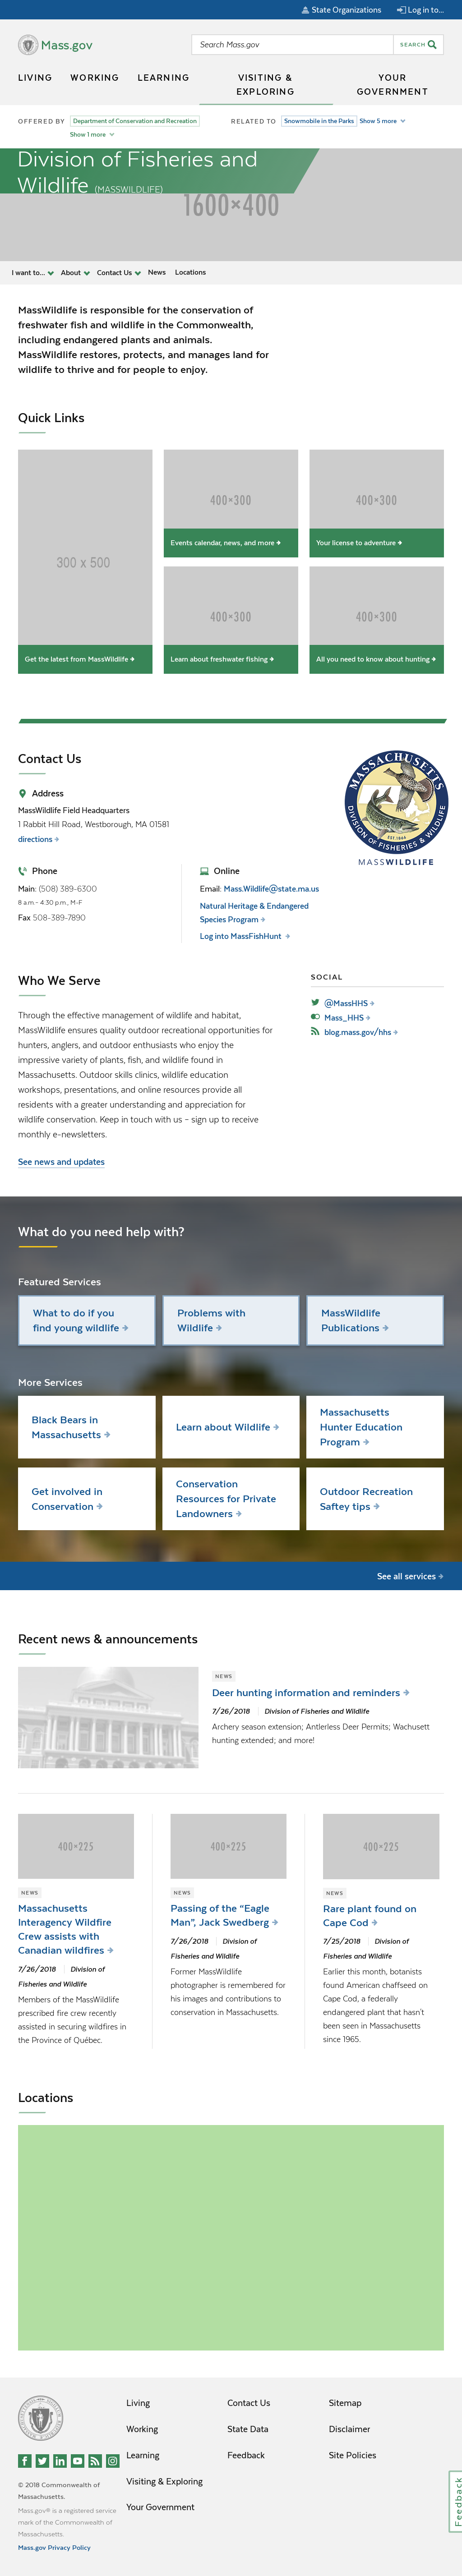 State Organizations
Log in to...
Mass.gov
Search Mass.gov
SEARCH
LIVING
WORKING
LEARNING
VISITING &
EXPLORING
YOUR
GOVERNMENT
OFFERED BY
Department of Conservation and Recreation
Show 1 more
RELATED TO
Snowmobile in the Parks
Show 5 more
Division of Fisheries and
Wildlife (MASSWILDLIFE)
1600×400
I want to...
About
Contact Us
News
Locations
MassWildlife is responsible for the conservation of
freshwater fish and wildlife in the Commonwealth,
including endangered plants and animals.
MassWildlife restores, protects, and manages land for
wildlife to thrive and for people to enjoy.
Quick Links
300 x 500
Get the latest from MassWildlife
400×300
Events calendar, news, and more
400×300
Your license to adventure
400×300
Learn about freshwater fishing
400×300
All you need to know about hunting
Contact Us
Address
MassWildlife Field Headquarters
1 Rabbit Hill Road, Westborough, MA 01581
directions
MASSACHUSETTS
DIVISION OF FISHERIES & WILDLIFE
EST. 1866
MASSWILDLIFE
Phone
Main: (508) 389-6300
8 a.m.- 4:30 p.m., M-F
Fax 508-389-7890
Online
Email: Mass.Wildlife@state.ma.us
Natural Heritage & Endangered
Species Program
Log into MassFishHunt
Who We Serve
Through the effective management of wildlife and habitat,
MassWildlife ensures quality outdoor recreational opportunities for
hunters, anglers, and outdoor enthusiasts who enjoy the
impressive variety of plants, fish, and wildlife found in
Massachusetts. Outdoor skills clinics, wildlife education
workshops, presentations, and online resources provide all
residents with a greater understanding and appreciation for
wildlife conservation. Keep in touch with us – sign up to receive
monthly e-newsletters.
See news and updates
SOCIAL
@MassHHS
Mass_HHS
blog.mass.gov/hhs
What do you need help with?
Featured Services
What to do if you
find young wildlife
Problems with
Wildlife
MassWildlife
Publications
More Services
Black Bears in
Massachusetts
Learn about Wildlife
Massachusetts
Hunter Education
Program
Get involved in
Conservation
Conservation
Resources for Private
Landowners
Outdoor Recreation
Saftey tips
See all services
Recent news & announcements
NEWS
Deer hunting information and reminders
7/26/2018
Division of Fisheries and Wildlife
Archery season extension; Antlerless Deer Permits; Wachusett
hunting extended; and more!
400×225
NEWS
Massachusetts
Interagency Wildfire
Crew assists with
Canadian wildfires
7/26/2018
Division of
Fisheries and Wildlife
Members of the MassWildlife
prescribed fire crew recently
assisted in securing wildfires in
the Province of Québec.
400×225
NEWS
Passing of the “Eagle
Man”, Jack Swedberg
7/26/2018
Division of
Fisheries and Wildlife
Former MassWildlife
photographer is remembered for
his images and contributions to
conservation in Massachusetts.
400×225
NEWS
Rare plant found on
Cape Cod
7/25/2018
Division of
Fisheries and Wildlife
Earlier this month, botanists
found American chaffseed on
Cape Cod, a federally
endangered plant that hasn't
been seen in Massachusetts
since 1965.
Locations
Living
Working
Learning
Visiting & Exploring
Your Government
Contact Us
State Data
Feedback
Sitemap
Disclaimer
Site Policies
© 2018 Commonwealth of
Massachusetts.
Mass.gov® is a registered service
mark of the Commonwealth of
Massachusetts.
Mass.gov Privacy Policy
Feedback